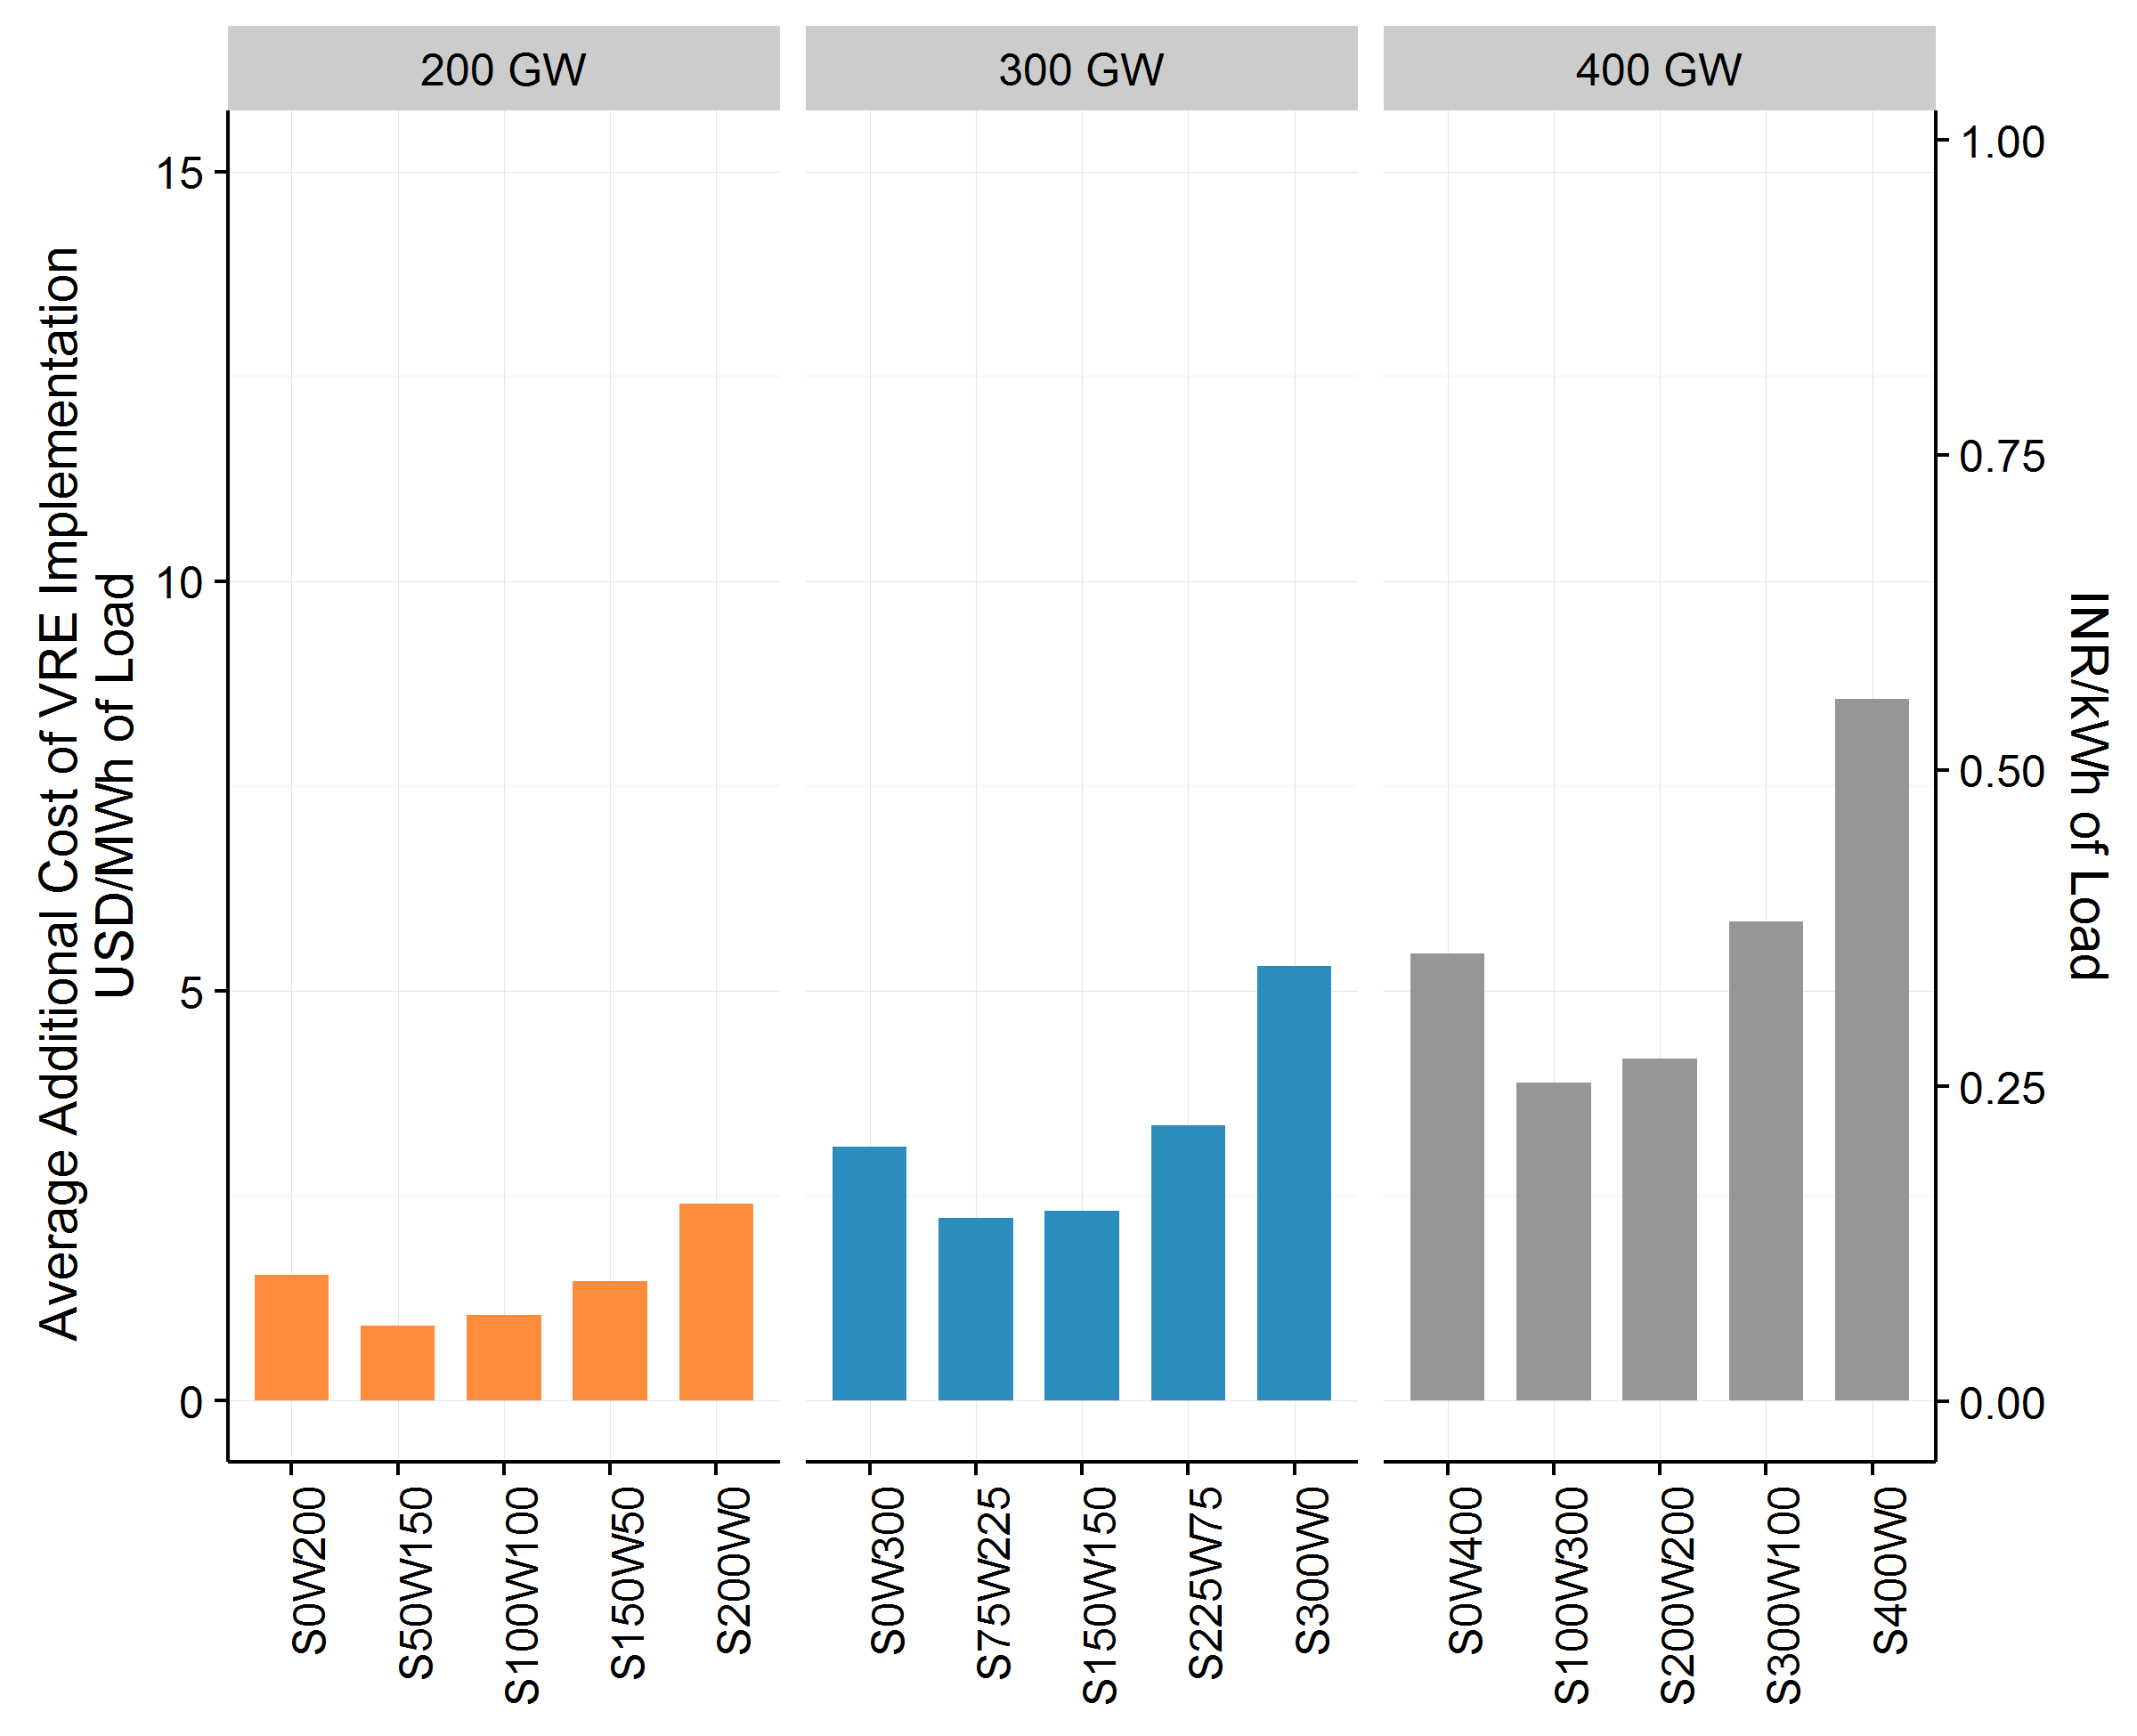 200 GW
300 GW
400 GW
Average Additional Cost of VRE Implementation
USD/MWh of Load
15
10
5
0
1.00
0.75
0.50
0.25
0.00
INR/kWh of Load
S0W200
S50W150
S100W100
S150W50
S200W0
S0W300
S75W225
S150W150
S225W75
S300W0
S0W400
S100W300
S200W200
S300W100
S400W0